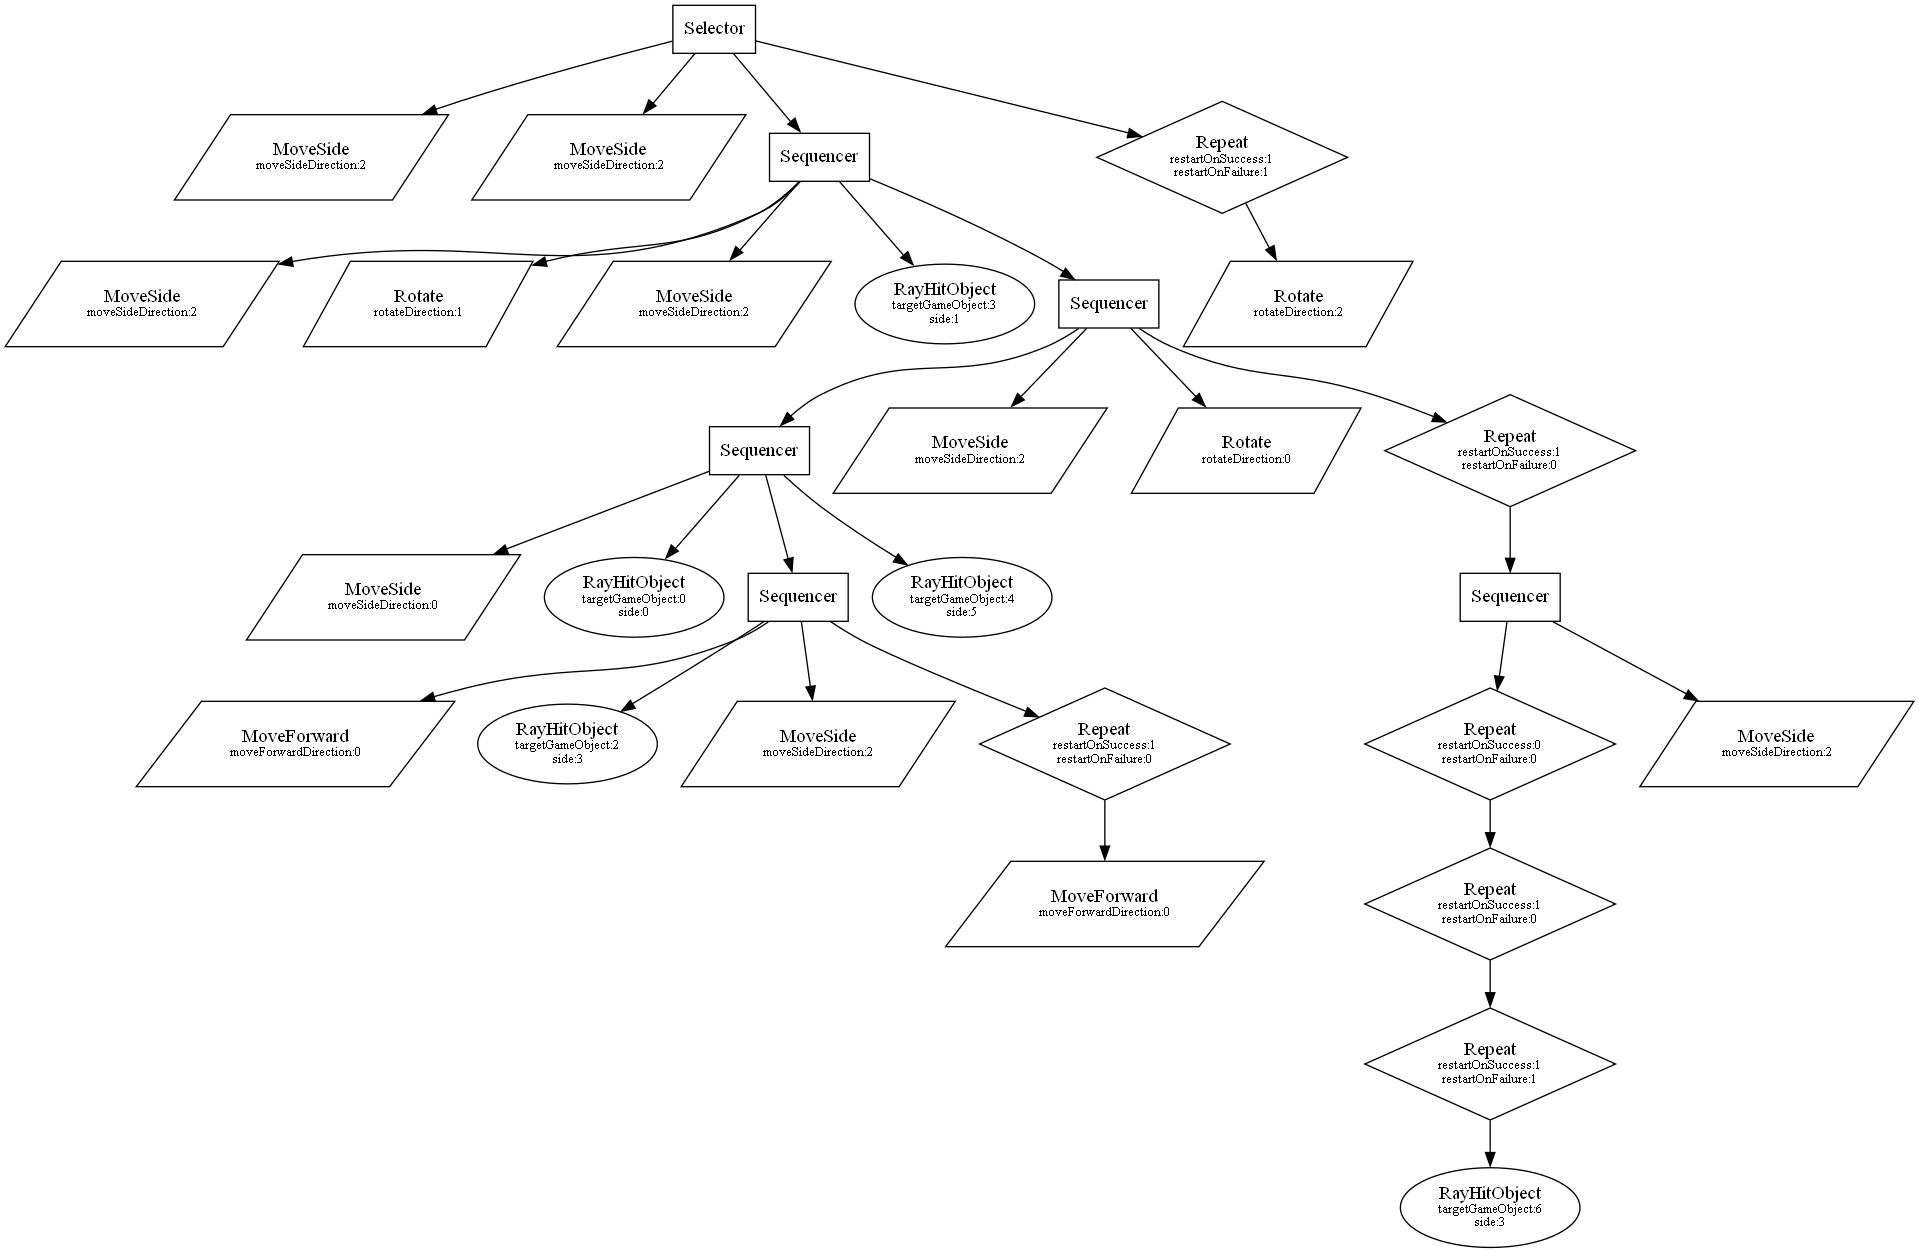 Selector
MoveSide
moveSideDirection:2
MoveSide
moveSideDirection:2
Sequencer
Repeat
restartOnSuccess:1
restartOnFailure:1
MoveSide
moveSideDirection:2
Rotate
rotateDirection:1
MoveSide
moveSideDirection:2
RayHitObject
targetGameObject:3
side:1
Sequencer
Rotate
rotateDirection:2
Sequencer
MoveSide
moveSideDirection:2
Rotate
rotateDirection:0
Repeat
restartOnSuccess:1
restartOnFailure:0
MoveSide
moveSideDirection:0
RayHitObject
targetGameObject:0
side:0
Sequencer
RayHitObject
targetGameObject:4
side:5
Sequencer
MoveForward
moveForwardDirection:0
RayHitObject
targetGameObject:2
side:3
MoveSide
moveSideDirection:2
Repeat
restartOnSuccess:1
restartOnFailure:0
Repeat
restartOnSuccess:0
restartOnFailure:0
MoveSide
moveSideDirection:2
MoveForward
moveForwardDirection:0
Repeat
restartOnSuccess:1
restartOnFailure:0
Repeat
restartOnSuccess:1
restartOnFailure:1
RayHitObject
targetGameObject:6
side:3